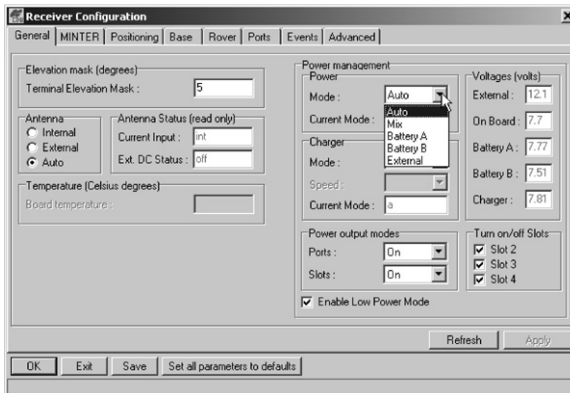 Receiver Configuration
General MINTER Positioning Base Rover Ports Events Advanced
Elevation mask (degrees)
Terminal Elevation Mask : 5
Antenna
Internal
External
Auto
Antenna Status (read only)
Current Input : int
Ext. DC Status : off
Temperature (Celsius degrees)
Board temperature :
Power management
Power
Mode : Auto
Auto
Mix
Battery A
Battery B
External
Current Mode :
Charger
Mode :
Speed :
Current Mode : a
Voltages (volts)
External : 12.1
On Board : 7.7
Battery A : 7.77
Battery B : 7.51
Charger : 7.81
Power output modes
Ports : On
Slots : On
Turn on/off Slots
Slot 2
Slot 3
Slot 4
Enable Low Power Mode
Refresh Apply
OK Exit Save Set all parameters to defaults